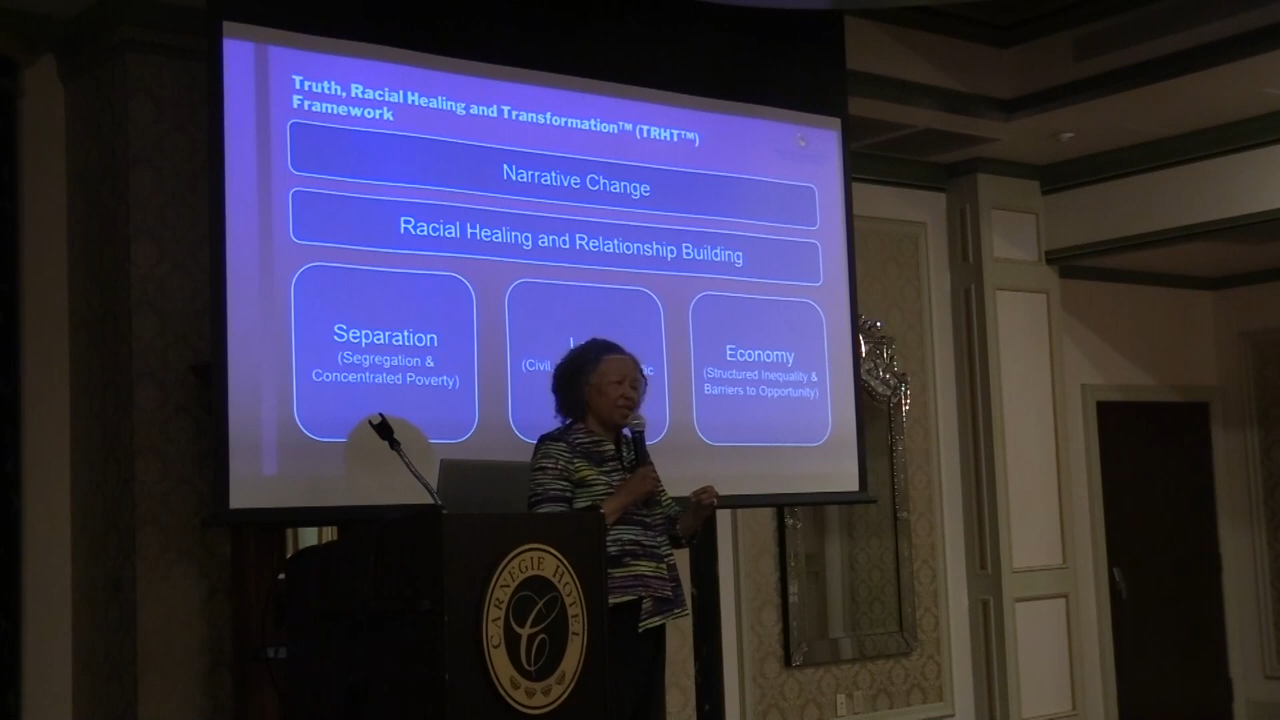 Truth, Racial Healing and Transformation™ (TRHT™)
Framework
Narrative Change
Racial Healing and Relationship Building
Separation
(Segregation &
Concentrated Poverty)
(Civil
Economy
(Structured Inequality &
Barriers to Opportunity)
CARNEGIE HOTEL
C